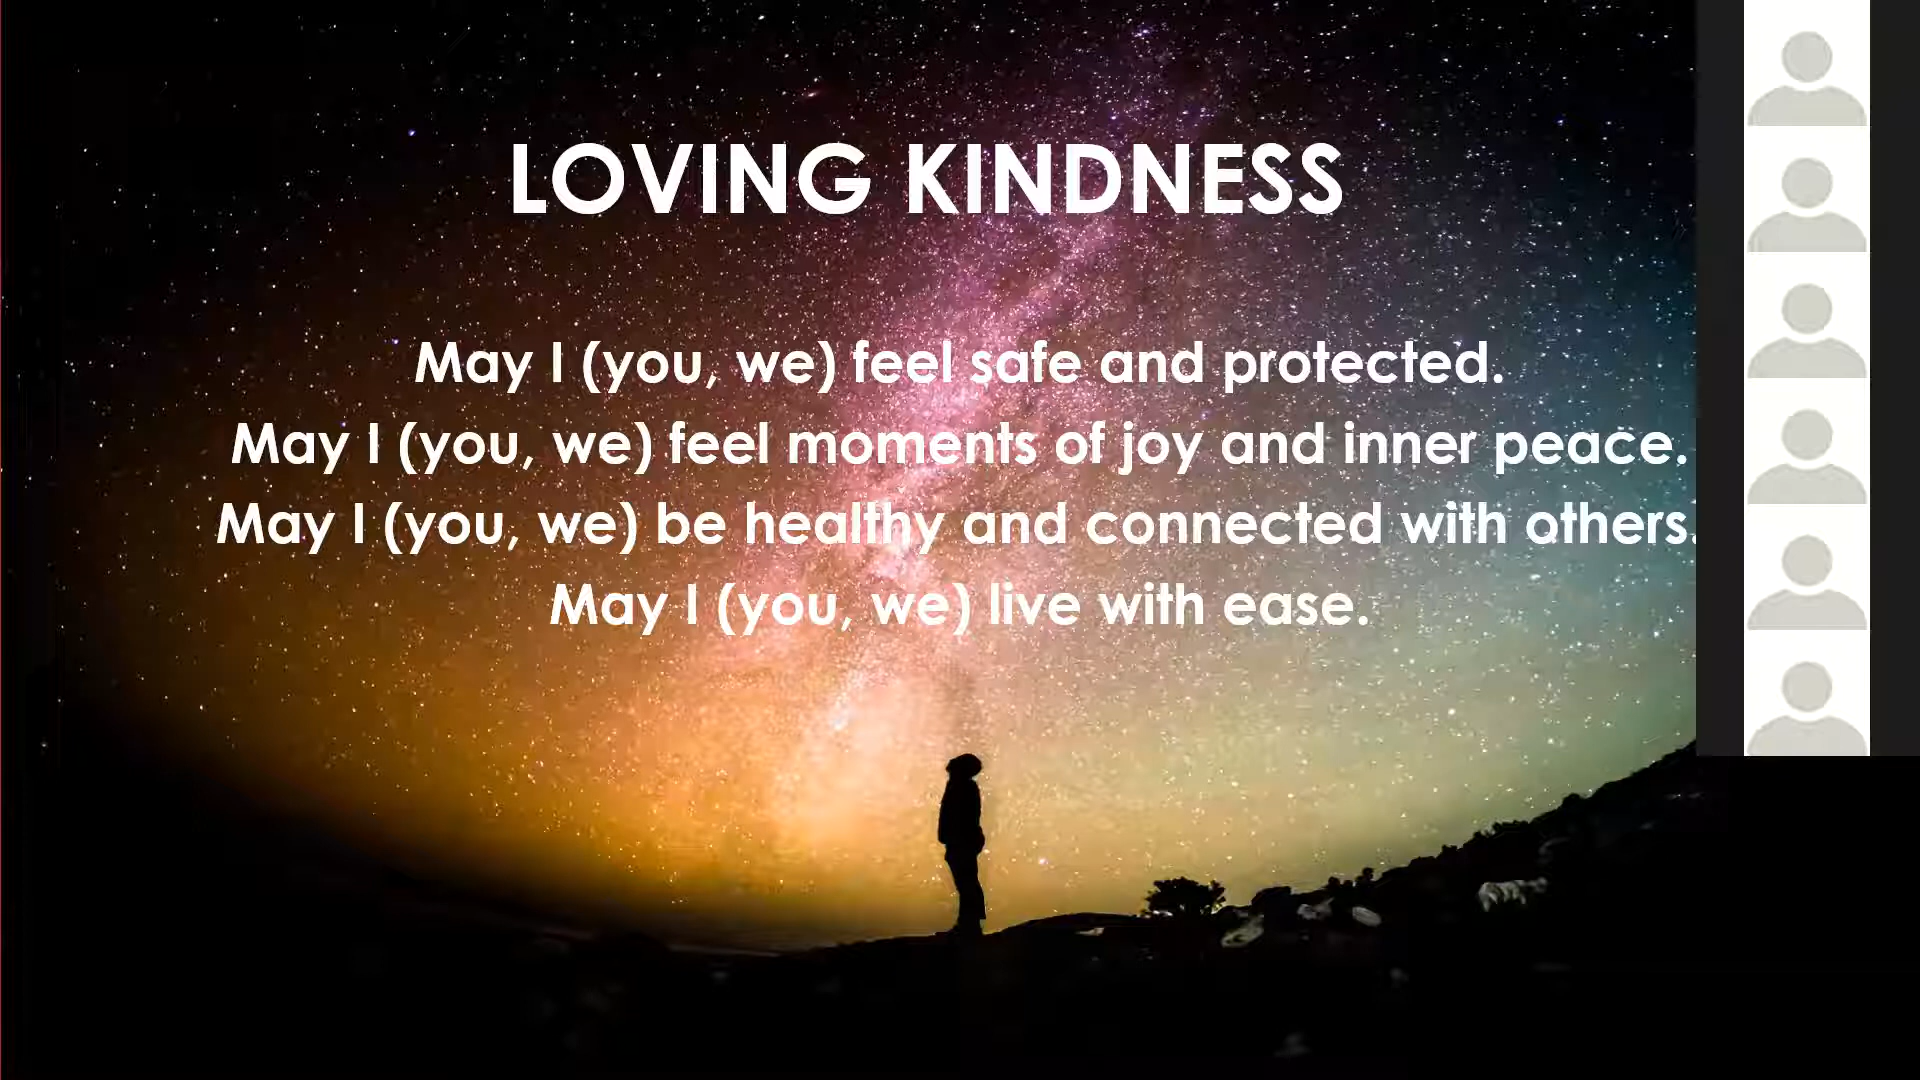 LOVING KINDNESS
May I (you, we) feel safe and protected.
May I (you, we) feel moments of joy and inner peace.
May I (you, we) be healthy and connected with others.
May I (you, we) live with ease.